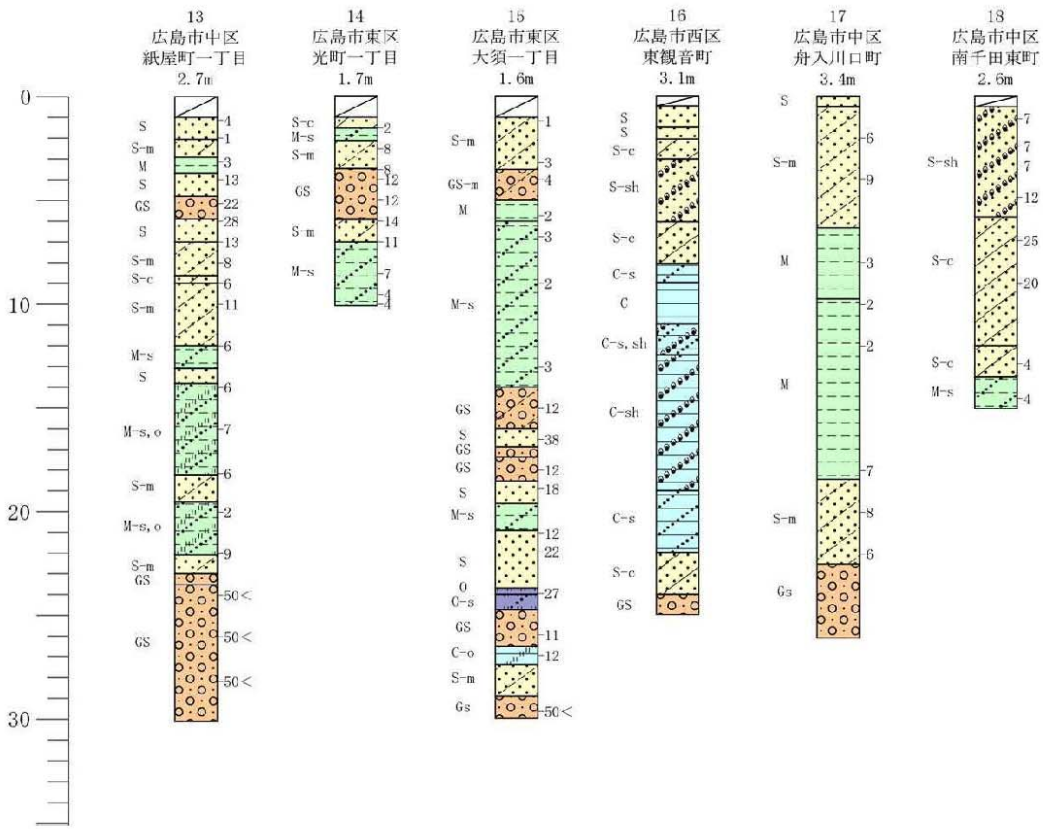 13
広島市中区
紙屋町一丁目
2.7m
14
広島市東区
光町一丁目
1.7m
15
広島市東区
大須一丁目
1.6m
16
広島市西区
東観音町
3.1m
17
広島市中区
舟入川口町
3.4m
18
広島市中区
南千田東町
2.6m
0
10
20
30
S
S-m
M
S
GS
S
S-m
S-c
S-m
M-s
S
M-s,o
S-m
M-s,o
S-m
GS
GS
4
1
3
13
22
28
13
8
6
11
6
6
7
6
2
9
50<
50<
50<
S-c
M-s
S-m
GS
S-m
M-s
2
8
8
12
12
14
11
7
4
4
S-m
GS-m
M
M-s
GS
S
GS
GS
S
M-s
S
O
O-s
GS
C-o
S-m
Gs
1
3
4
2
3
2
3
12
38
12
18
12
22
27
11
12
50<
S
S
S-c
S-sh
S-c
C-s
C
C-s,sh
C-sh
C-s
S-c
GS
S
S-m
M
M
S-m
Gs
6
9
3
2
2
7
8
6
S-sh
S-c
S-c
M-s
7
7
7
12
25
20
4
4